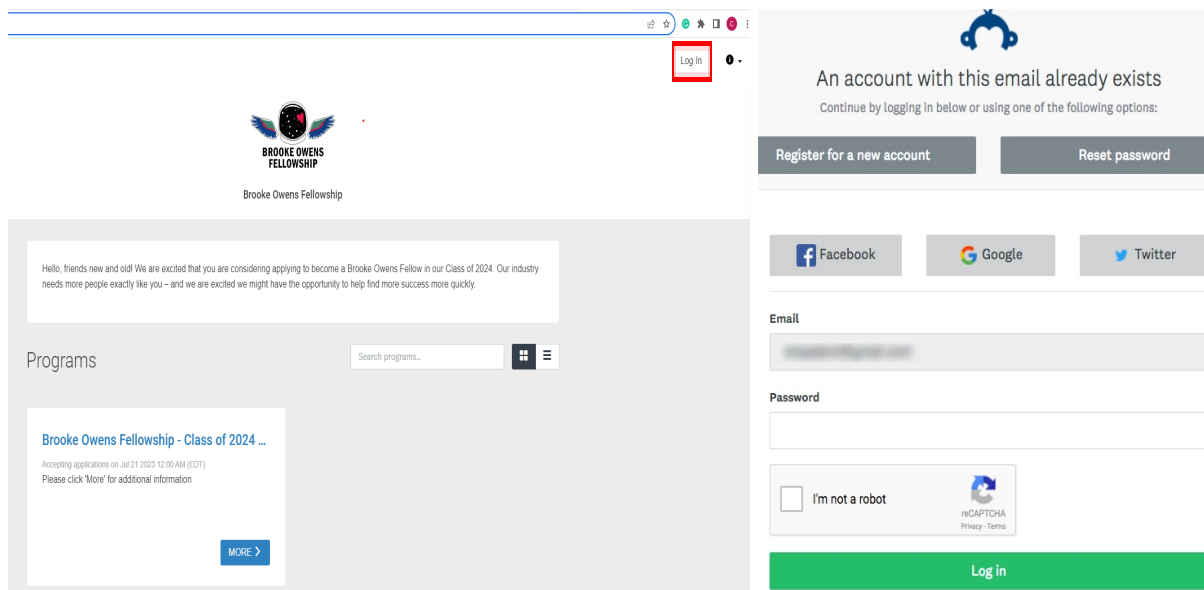 Log In
BROOKE OWENS
FELLOWSHIP
Brooke Owens Fellowship
Hello, friends new and old! We are excited that you are considering applying to become a Brooke Owens Fellow in our Class of 2024. Our industry
needs more people exactly like you – and we are excited we might have the opportunity to help find more success more quickly.
Programs
Search programs..
Brooke Owens Fellowship - Class of 2024 ...
Accepting applications on Jul 21 2023 12:00 AM (EDT)
Please click 'More' for additional information
MORE
An account with this email already exists
Continue by logging in below or using one of the following options:
Register for a new account
Reset password
Facebook
Google
Twitter
Email
Password
I'm not a robot
reCAPTCHA
Privacy - Terms
Log in